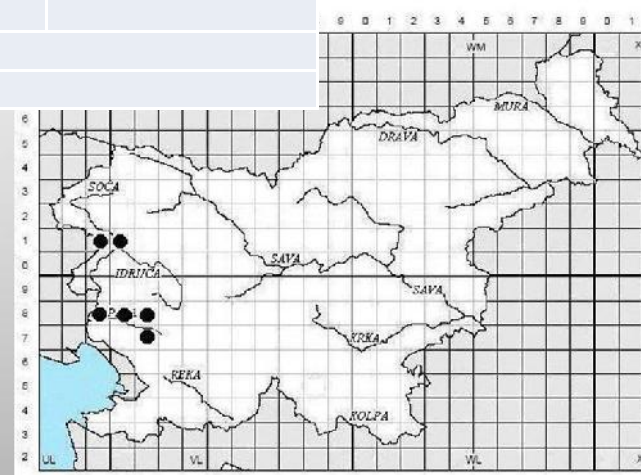 9 0 1 2 3 4 5 6 7 8 9 0 1
WM X
MURA
6
DRAVA
5
4
SOČA
3
2
1
SAVA
0
IDRIJCA
9
SAVA
8
7
KRKA
6
REKA
5
4
KOLPA
3
2
UL VL WL X